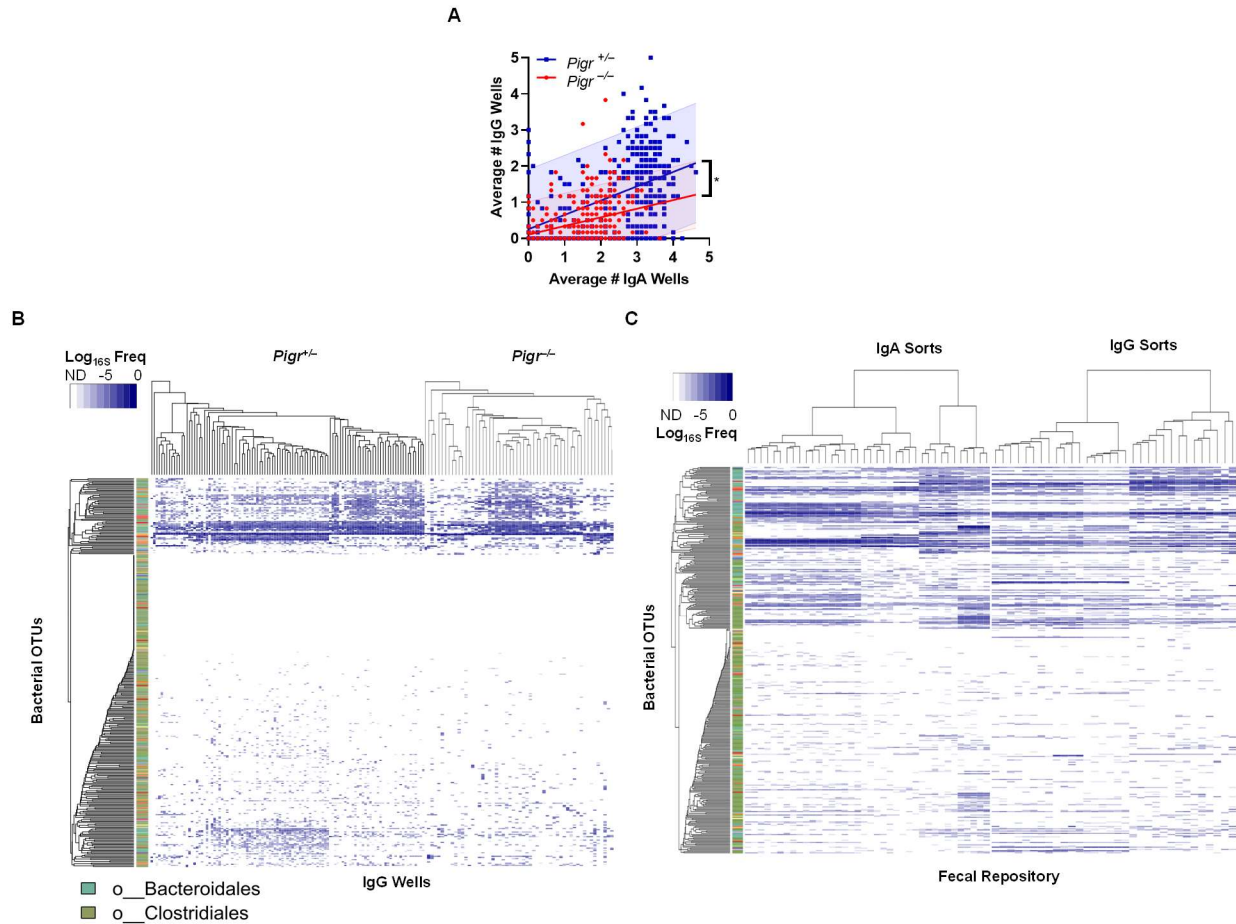 A
5
4
3
2
1
0
Average # IgG Wells
Pigr +/–
Pigr –/–
*
0 1 2 3 4 5
Average # IgA Wells
B
Log16S Freq
ND -5 0
Pigr+/–
Pigr–/–
Bacterial OTUs
IgG Wells
o__Bacteroidales
o__Clostridiales
C
IgA Sorts
IgG Sorts
ND -5 0
Log16S Freq
Bacterial OTUs
Fecal Repository